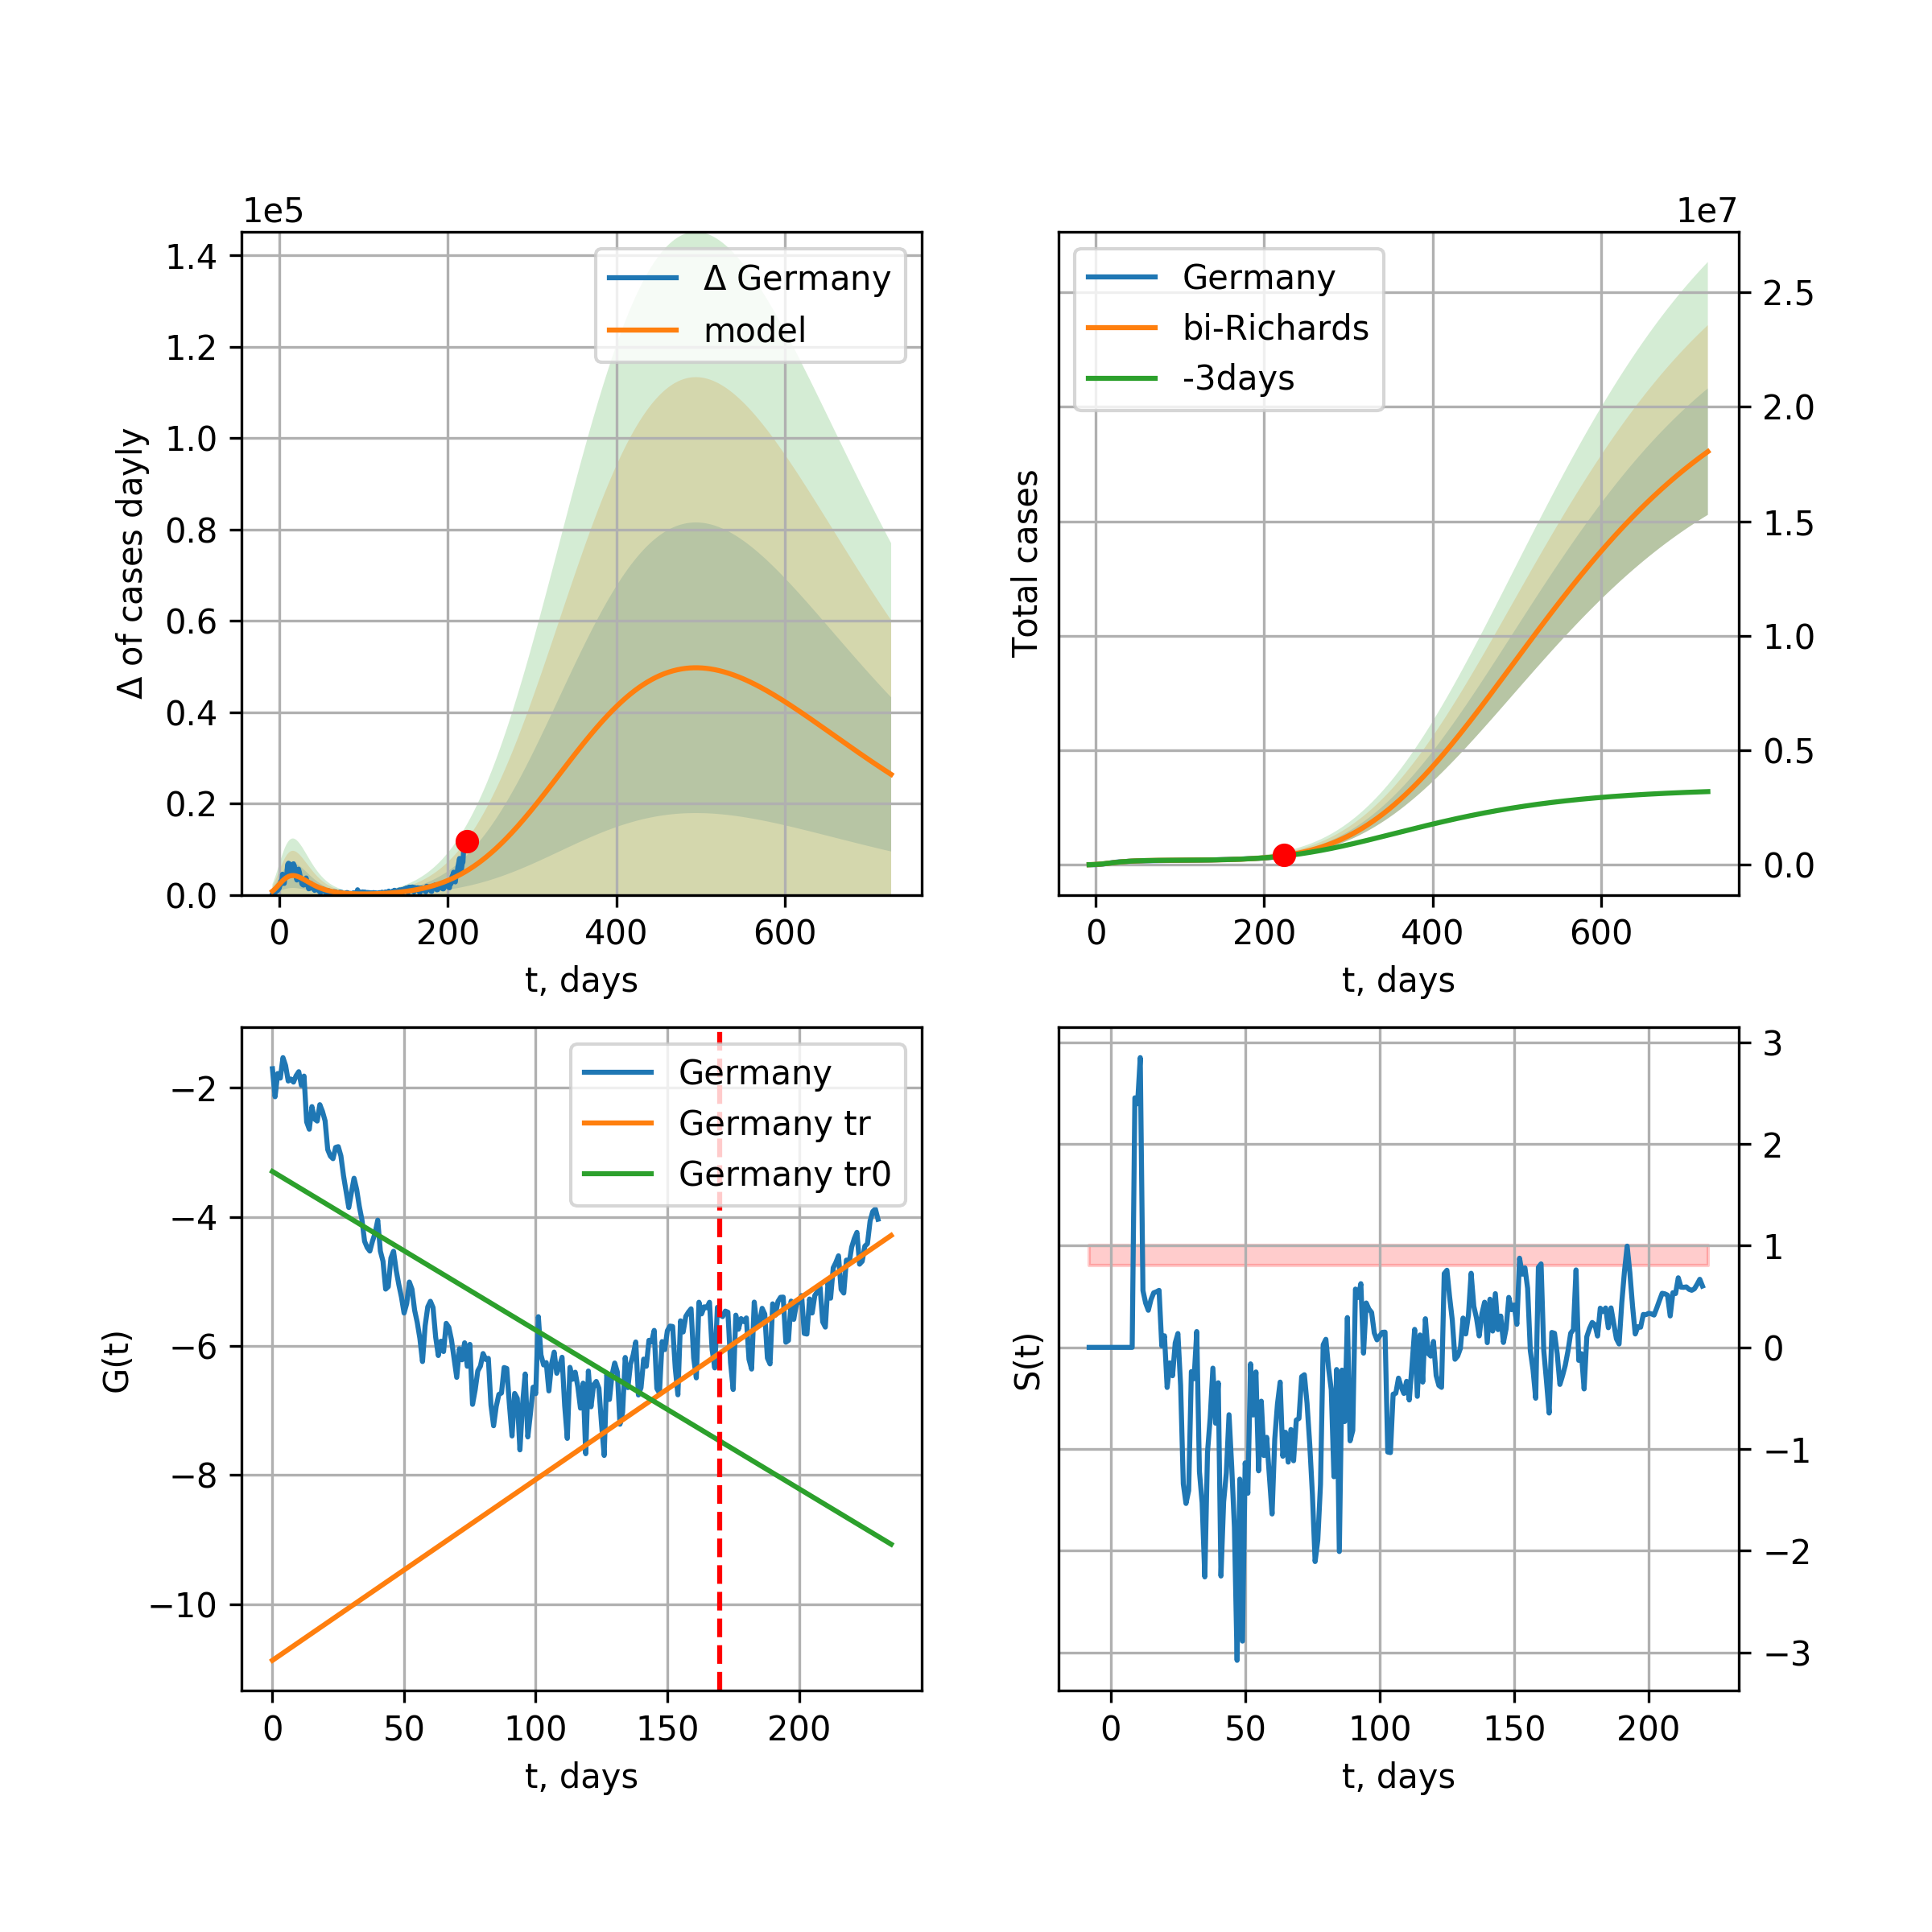 1e5
1.4
1.2
1.0
0.8
0.6
0.4
0.2
0.0
Δ of cases dayly
Δ Germany
model
0 200 400 600
t, days
1e7
Germany
bi-Richards
-3days
Total cases
2.5
2.0
1.5
1.0
0.5
0.0
0 200 400 600
t, days
−2
−4
−6
−8
−10
G(t)
Germany
Germany tr
Germany tr0
0 50 100 150 200
t, days
S(t)
3
2
1
0
−1
−2
−3
0 50 100 150 200
t, days